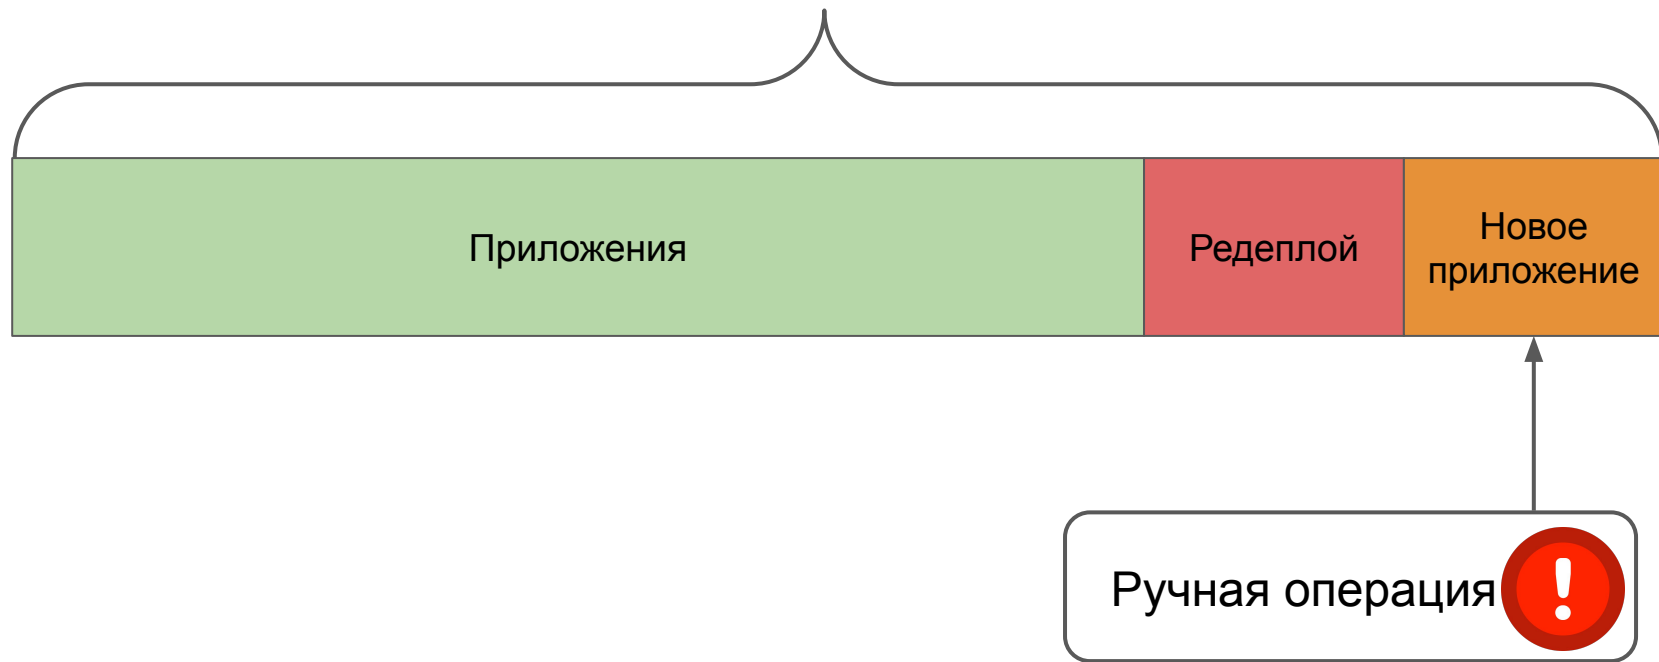 Приложения
Редеплой
Новое
приложение
Ручная операция